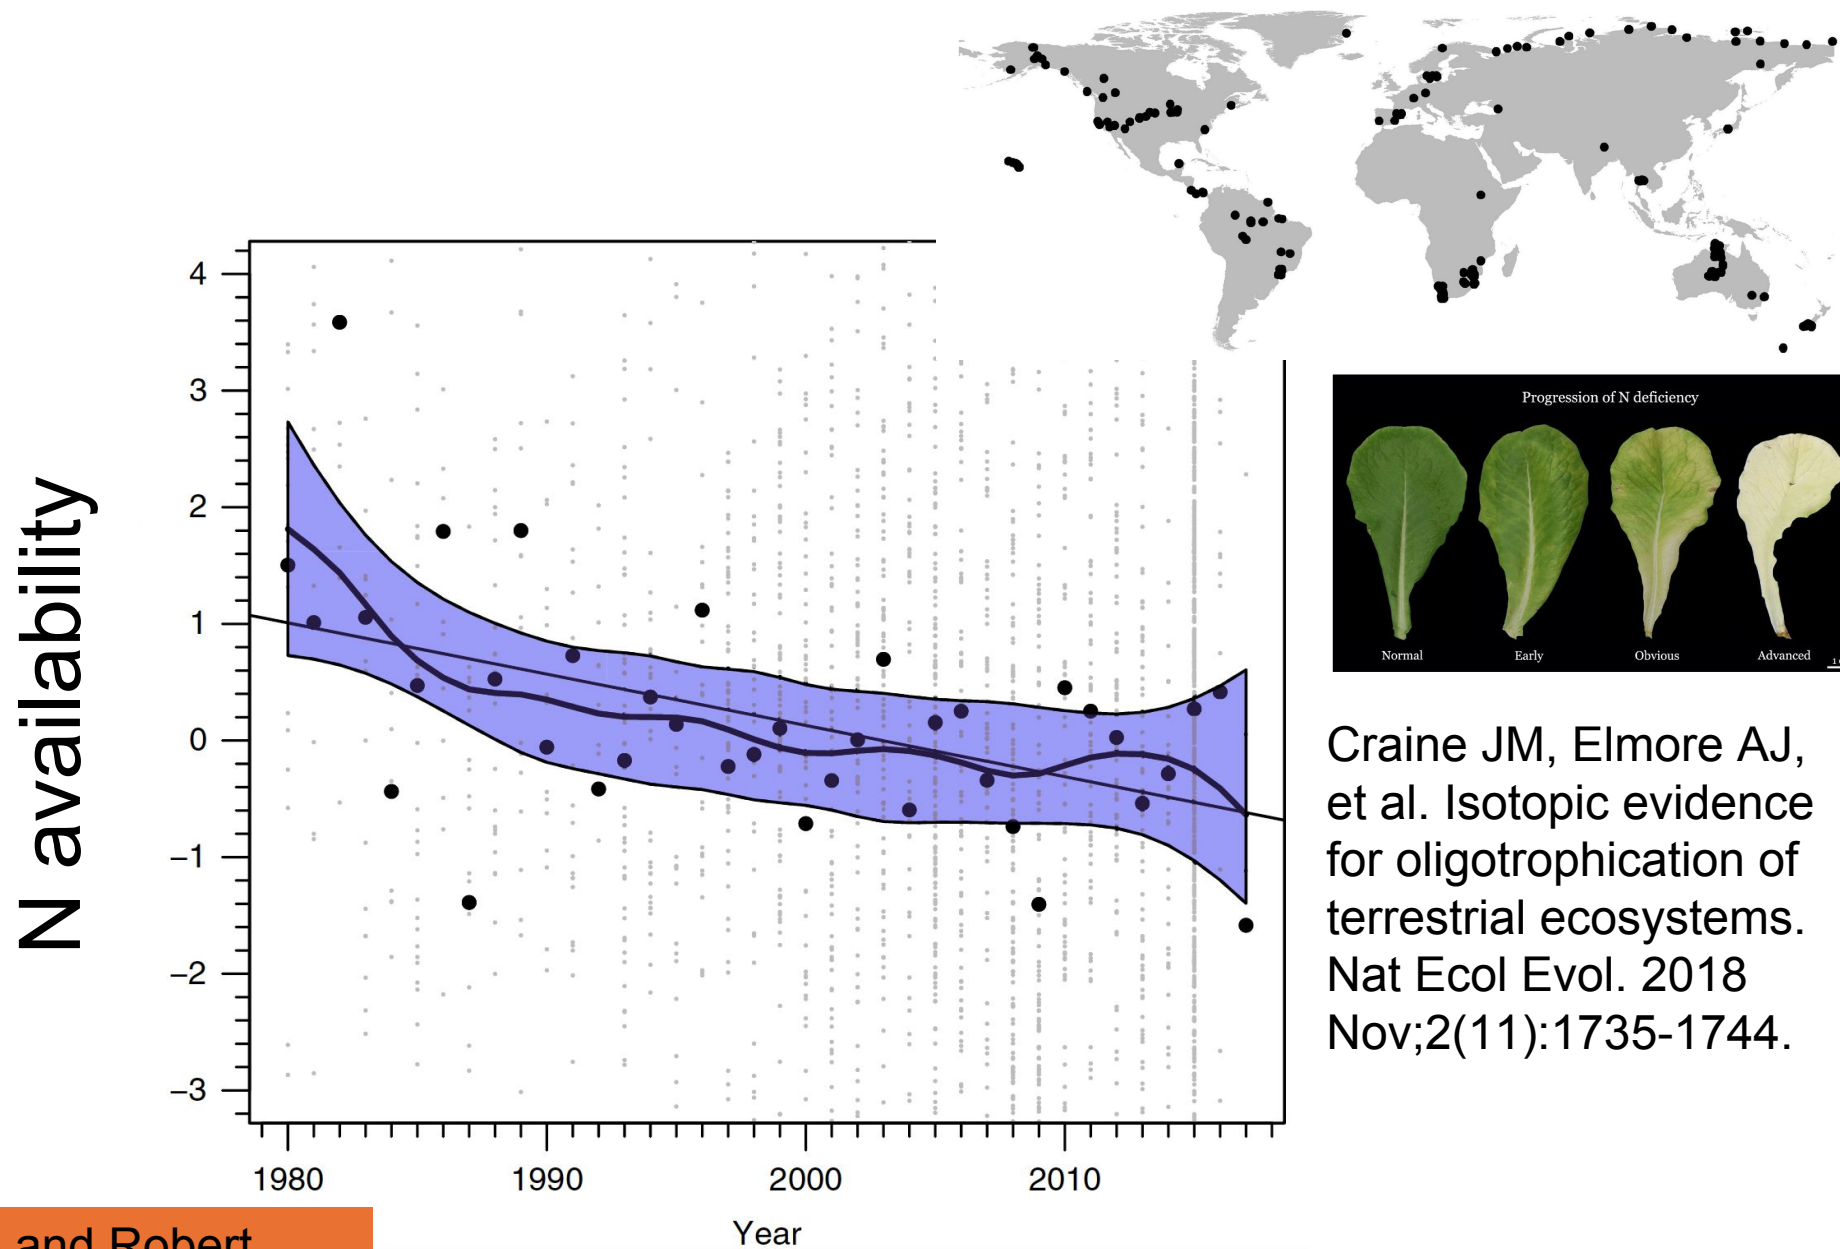 N availability
4
3
2
1
0
−1
−2
−3
1980 1990 2000 2010
Year
Progression of N deficiency
Normal Early Obvious Advanced
Craine JM, Elmore AJ,
et al. Isotopic evidence
for oligotrophication of
terrestrial ecosystems.
Nat Ecol Evol. 2018
Nov;2(11):1735-1744.
and Robert